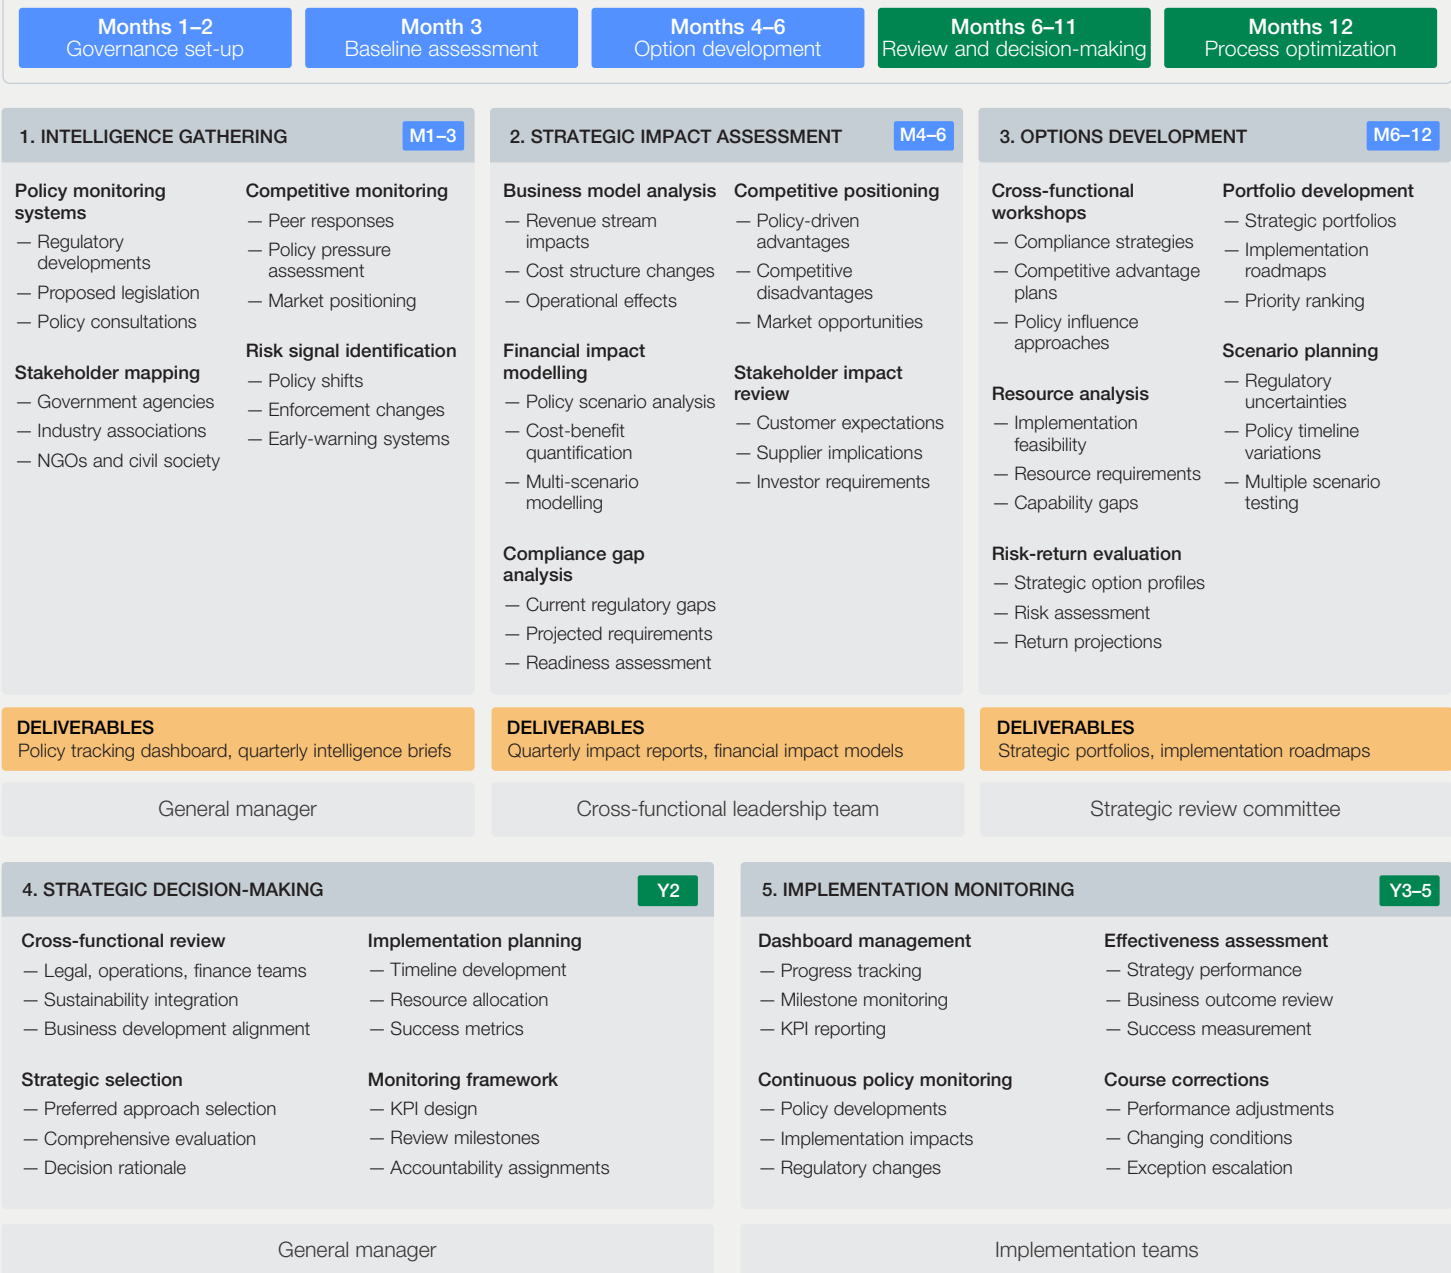 Months 1–2
Governance set-up
Month 3
Baseline assessment
Months 4–6
Option development
Months 6–11
Review and decision-making
Months 12
Process optimization
1. INTELLIGENCE GATHERING
M1–3
Policy monitoring
systems
— Regulatory
developments
— Proposed legislation
— Policy consultations
Stakeholder mapping
— Government agencies
— Industry associations
— NGOs and civil society
Competitive monitoring
— Peer responses
— Policy pressure
assessment
— Market positioning
Risk signal identification
— Policy shifts
— Enforcement changes
— Early-warning systems
DELIVERABLES
Policy tracking dashboard, quarterly intelligence briefs
General manager
2. STRATEGIC IMPACT ASSESSMENT
M4–6
Business model analysis
— Revenue stream
impacts
— Cost structure changes
— Operational effects
Financial impact
modelling
— Policy scenario analysis
— Cost-benefit
quantification
— Multi-scenario
modelling
Compliance gap
analysis
— Current regulatory gaps
— Projected requirements
— Readiness assessment
Competitive positioning
— Policy-driven
advantages
— Competitive
disadvantages
— Market opportunities
Stakeholder impact
review
— Customer expectations
— Supplier implications
— Investor requirements
DELIVERABLES
Quarterly impact reports, financial impact models
Cross-functional leadership team
3. OPTIONS DEVELOPMENT
M6–12
Cross-functional
workshops
— Compliance strategies
— Competitive advantage
plans
— Policy influence
approaches
Resource analysis
— Implementation
feasibility
— Resource requirements
— Capability gaps
Risk-return evaluation
— Strategic option profiles
— Risk assessment
— Return projections
Portfolio development
— Strategic portfolios
— Implementation
roadmaps
— Priority ranking
Scenario planning
— Regulatory
uncertainties
— Policy timeline
variations
— Multiple scenario
testing
DELIVERABLES
Strategic portfolios, implementation roadmaps
Strategic review committee
4. STRATEGIC DECISION-MAKING
Y2
Cross-functional review
— Legal, operations, finance teams
— Sustainability integration
— Business development alignment
Strategic selection
— Preferred approach selection
— Comprehensive evaluation
— Decision rationale
Implementation planning
— Timeline development
— Resource allocation
— Success metrics
Monitoring framework
— KPI design
— Review milestones
— Accountability assignments
General manager
5. IMPLEMENTATION MONITORING
Y3–5
Dashboard management
— Progress tracking
— Milestone monitoring
— KPI reporting
Continuous policy monitoring
— Policy developments
— Implementation impacts
— Regulatory changes
Effectiveness assessment
— Strategy performance
— Business outcome review
— Success measurement
Course corrections
— Performance adjustments
— Changing conditions
— Exception escalation
Implementation teams